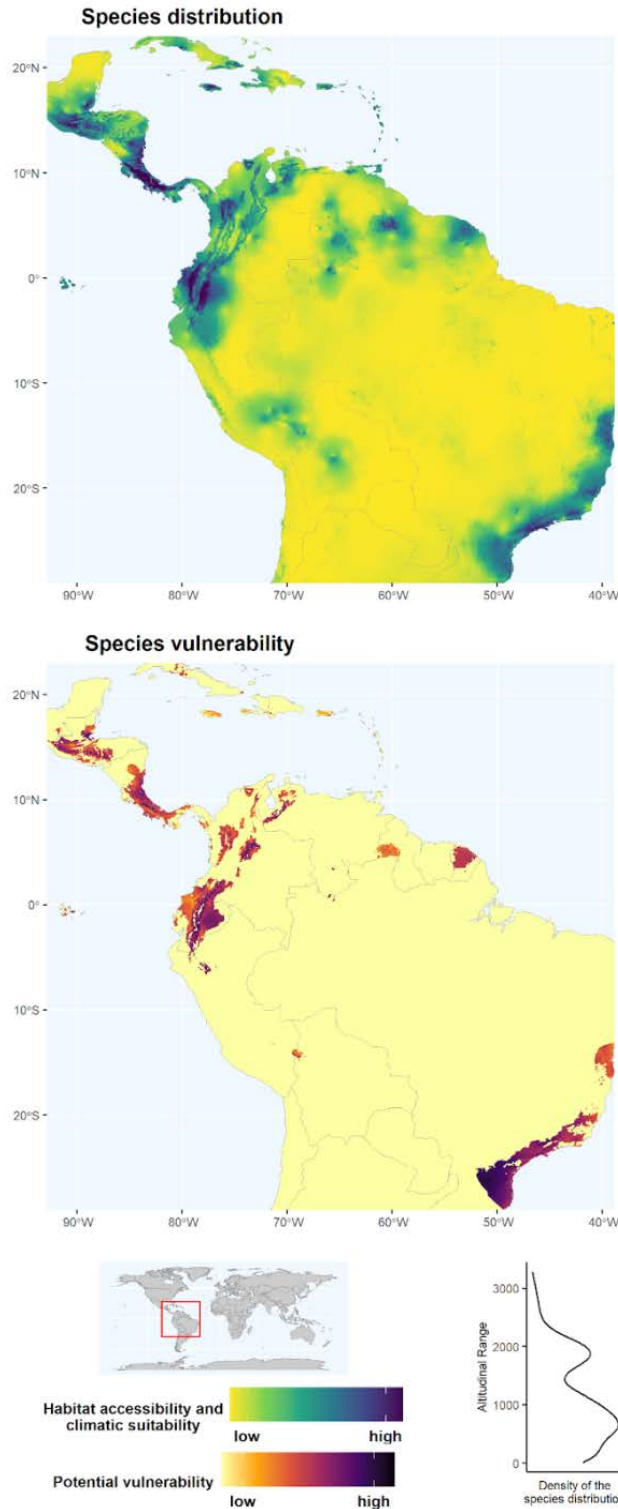 Species distribution
20°N
10°N
0°
10°S
20°S
90°W 80°W 70°W 60°W 50°W 40°W
Species vulnerability
20°N
10°N
0°
10°S
20°S
90°W 80°W 70°W 60°W 50°W 40°W
Habitat accessibility and
climatic suitability
low high
Potential vulnerability
low high
Altitudinal Range
3000
2000
1000
0
Density of the
species distribution